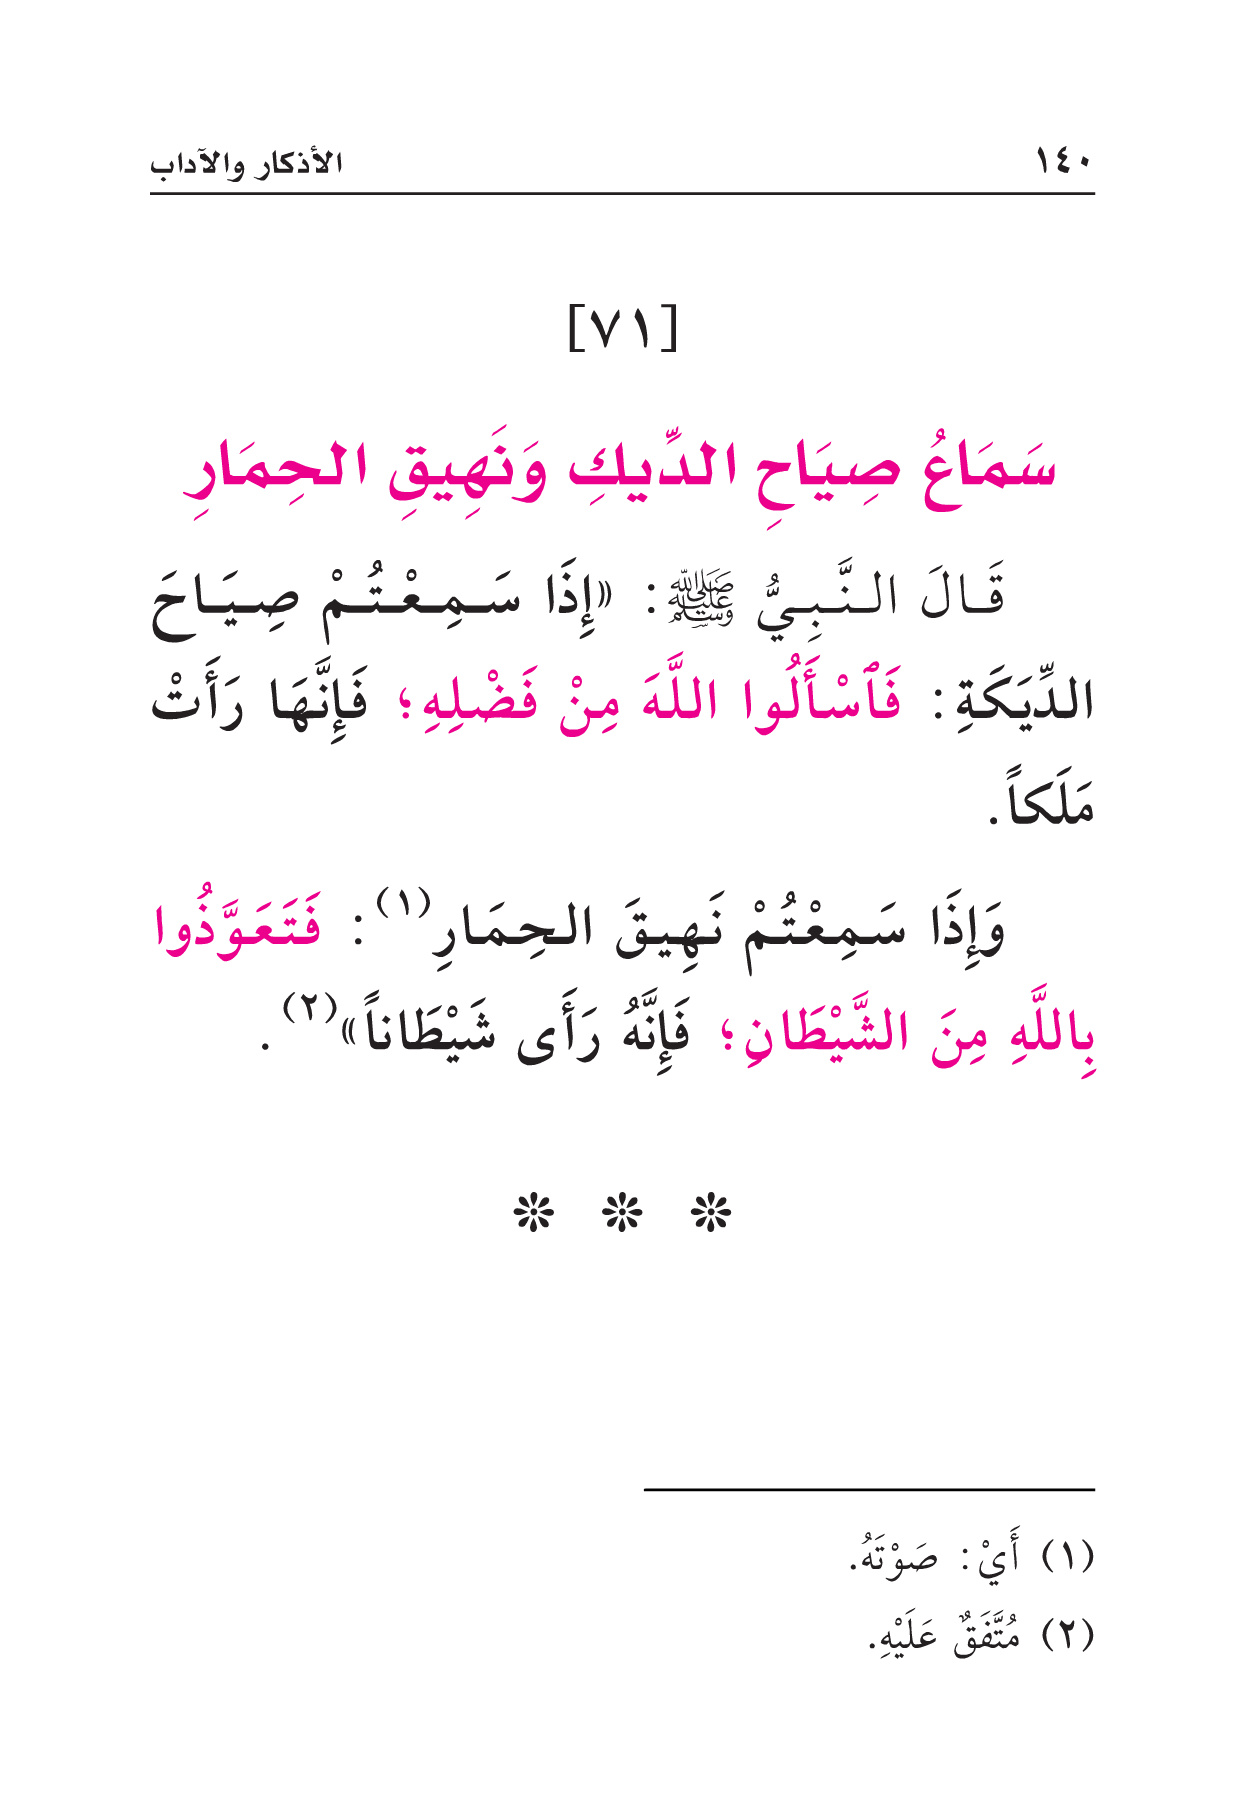 ١٤٠ الأذكار والآداب
[٧١]
سَمَاعُ صِيَاحِ الدِّيكِ وَنَهِيقِ الحِمَارِ
قَالَ النَّبِيُّ ﷺ: «إِذَا سَمِعْتُمْ صِيَاحَ
الدِّيَكَةِ: فَٱسْأَلُوا اللَّهَ مِنْ فَضْلِهِ؛ فَإِنَّهَا رَأَتْ
مَلَكاً.
وَإِذَا سَمِعْتُمْ نَهِيقَ الحِمَارِ(١): فَتَعَوَّذُوا
بِاللَّهِ مِنَ الشَّيْطَانِ؛ فَإِنَّهُ رَأَى شَيْطَاناً»(٢).
(١) أَيْ: صَوْتَهُ.
(٢) مُتَّفَقٌ عَلَيْهِ.